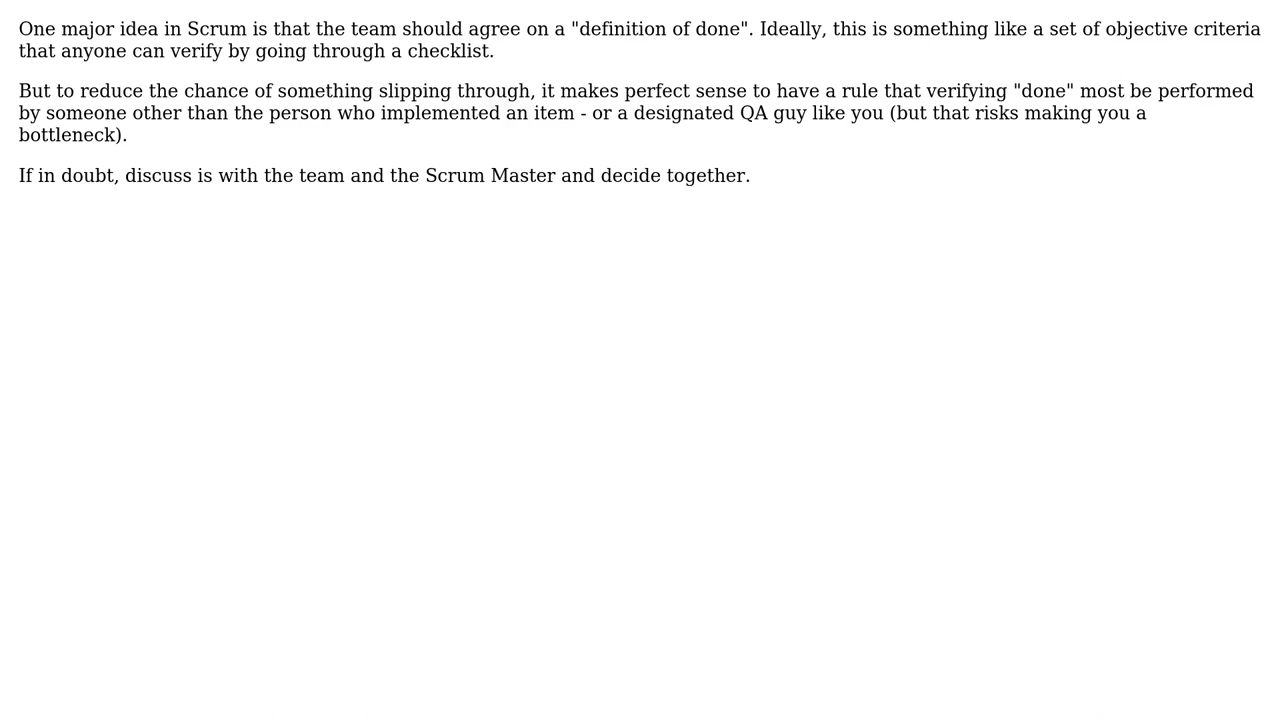 One major idea in Scrum is that the team should agree on a "definition of done". Ideally, this is something like a set of objective criteria
that anyone can verify by going through a checklist.
But to reduce the chance of something slipping through, it makes perfect sense to have a rule that verifying "done" most be performed
by someone other than the person who implemented an item - or a designated QA guy like you (but that risks making you a
bottleneck).
If in doubt, discuss is with the team and the Scrum Master and decide together.